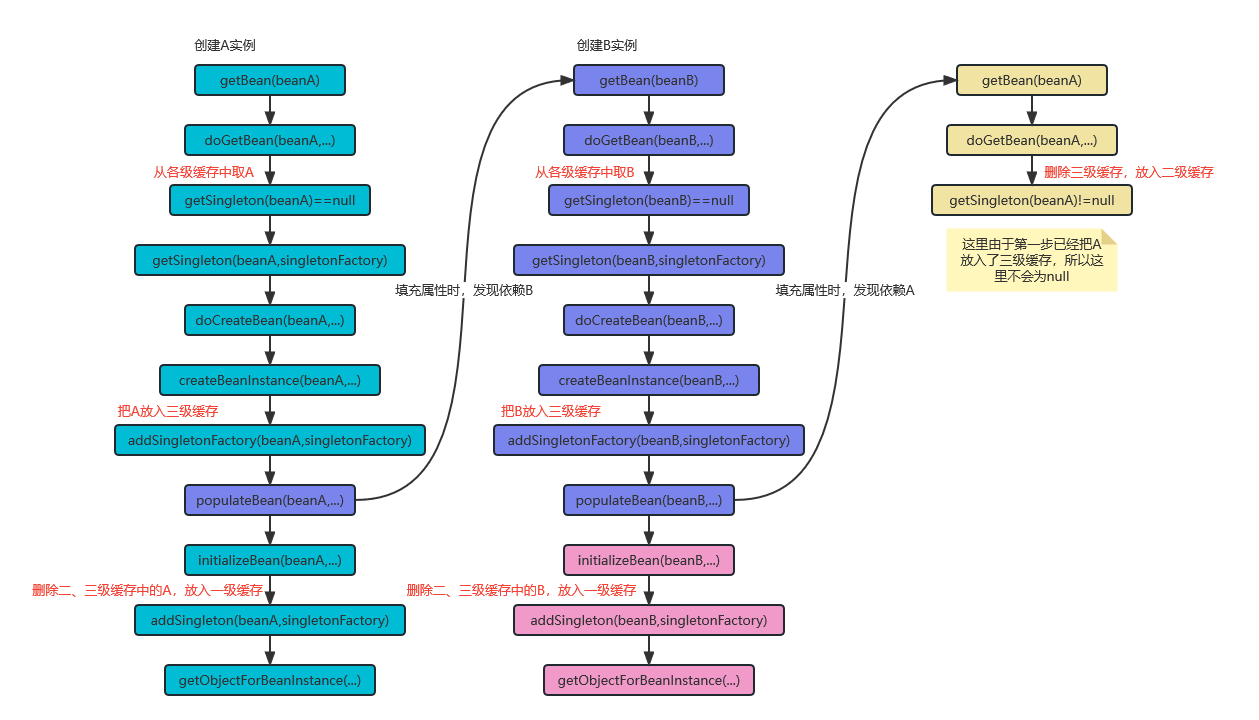 创建A实例
getBean(beanA)
doGetBean(beanA,...)
从各级缓存中取A
getSingleton(beanA)==null
getSingleton(beanA,singletonFactory)
doCreateBean(beanA,...)
createBeanInstance(beanA,...)
把A放入三级缓存
addSingletonFactory(beanA,singletonFactory)
populateBean(beanA,...)
initializeBean(beanA,...)
删除二、三级缓存中的A，放入一级缓存
addSingleton(beanA,singletonFactory)
getObjectForBeanInstance(...)
填充属性时，发现依赖B
创建B实例
getBean(beanB)
doGetBean(beanB,...)
从各级缓存中取B
getSingleton(beanB)==null
getSingleton(beanB,singletonFactory)
doCreateBean(beanB,...)
createBeanInstance(beanB,...)
把B放入三级缓存
addSingletonFactory(beanB,singletonFactory)
populateBean(beanB,...)
initializeBean(beanB,...)
删除二、三级缓存中的B，放入一级缓存
addSingleton(beanB,singletonFactory)
getObjectForBeanInstance(...)
填充属性时，发现依赖A
getBean(beanA)
doGetBean(beanA,...)
删除三级缓存，放入二级缓存
getSingleton(beanA)!=null
这里由于第一步已经把A
放入了三级缓存，所以这
里不会为null